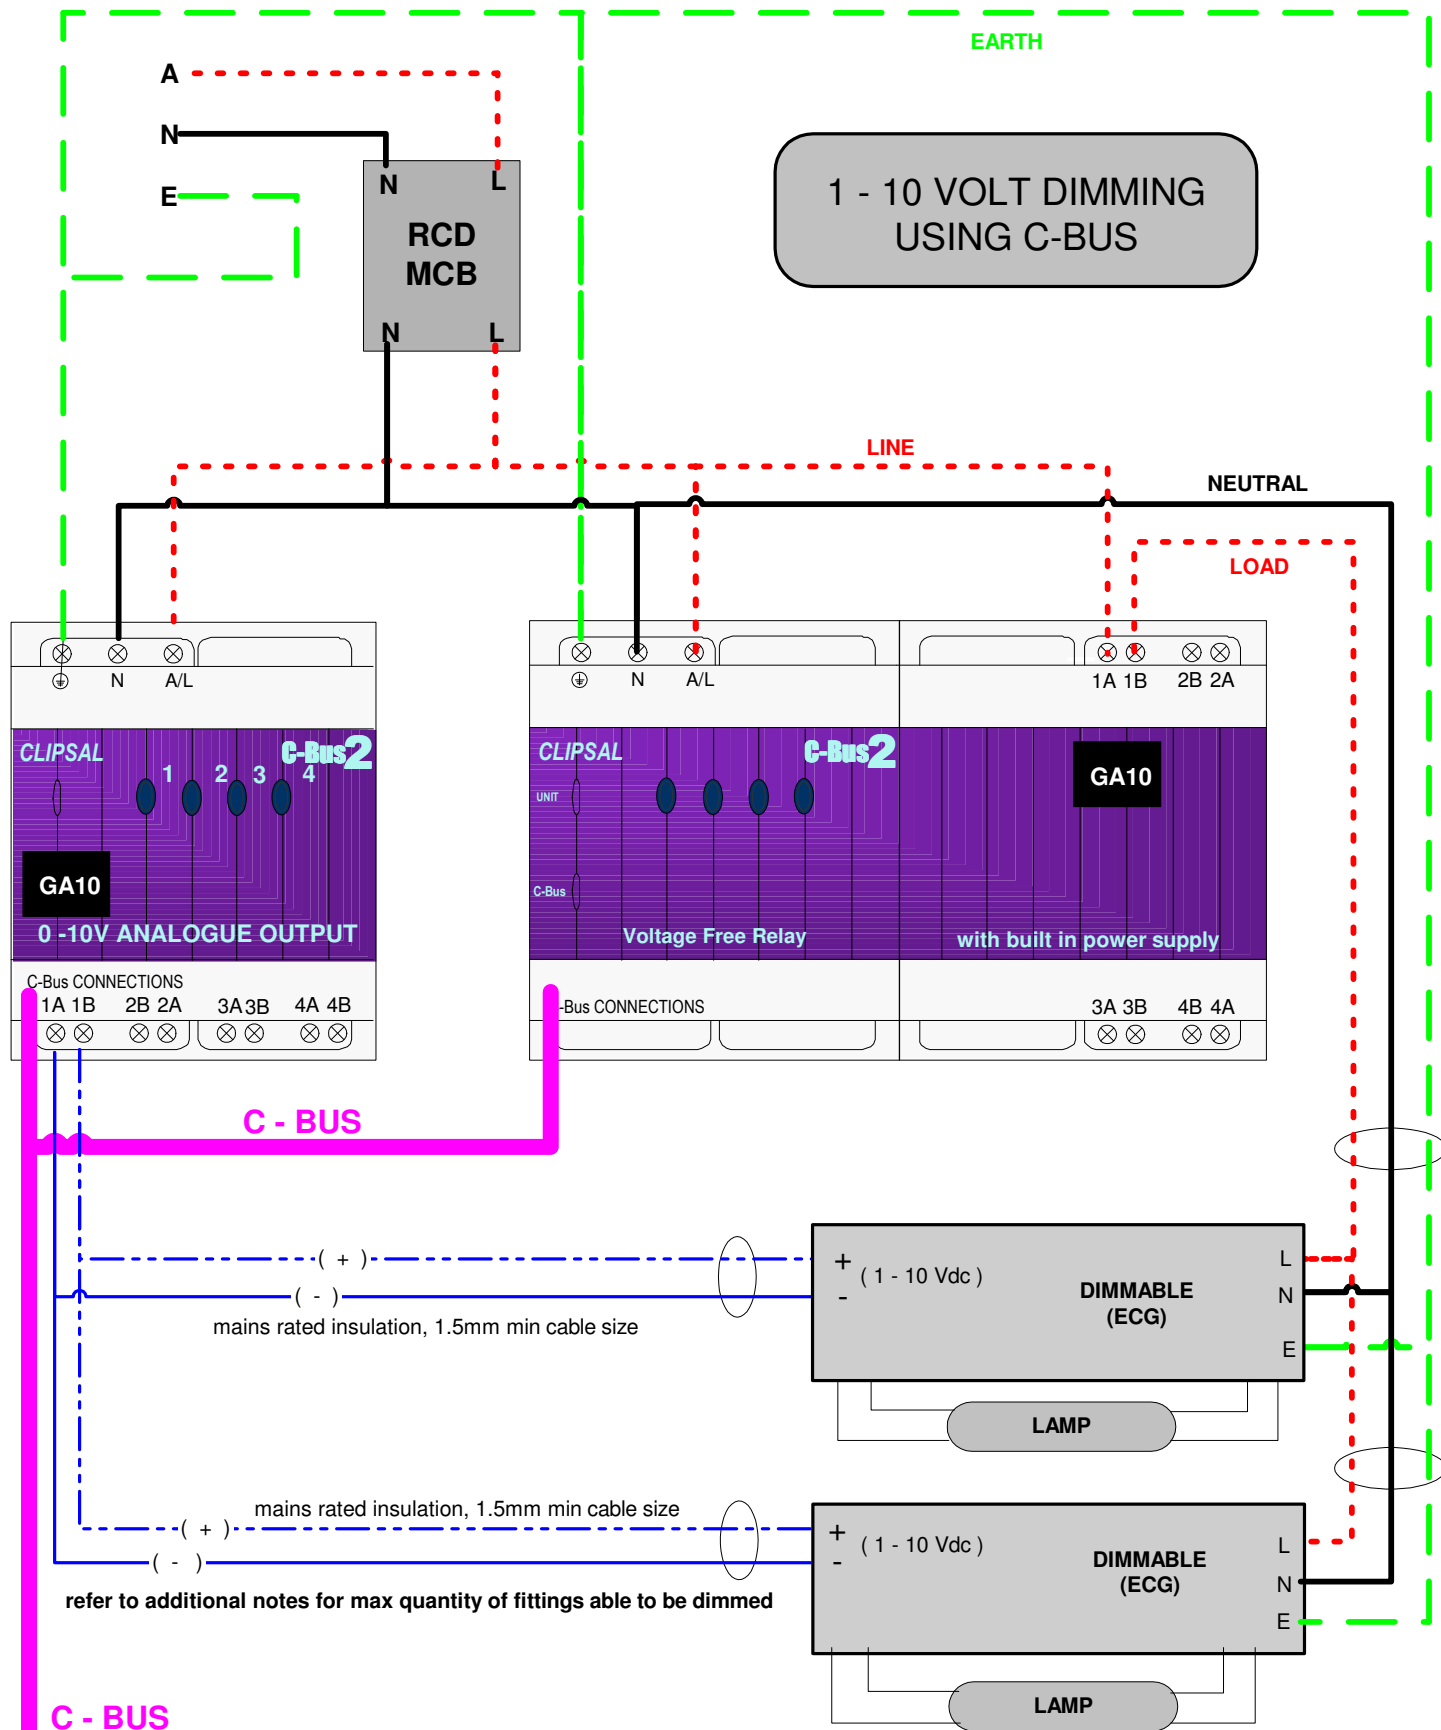 EARTH
A
N
E
N L
RCD
MCB
N L
1 - 10 VOLT DIMMING
USING C-BUS
LINE
NEUTRAL
LOAD
N A/L
N A/L
1A 1B 2B 2A
CLIPSAL C-Bus2
1 2 3 4
GA10
0 -10V ANALOGUE OUTPUT
C-Bus CONNECTIONS
1A 1B 2B 2A 3A 3B 4A 4B
CLIPSAL C-Bus2
UNIT
GA10
C-Bus
Voltage Free Relay
with built in power supply
-Bus CONNECTIONS
3A 3B 4B 4A
C - BUS
( + )
( - )
mains rated insulation, 1.5mm min cable size
+
( 1 - 10 Vdc )
-
DIMMABLE
(ECG)
L
N
E
LAMP
mains rated insulation, 1.5mm min cable size
( + )
( - )
refer to additional notes for max quantity of fittings able to be dimmed
+
( 1 - 10 Vdc )
-
DIMMABLE
(ECG)
L
N
E
LAMP
C - BUS